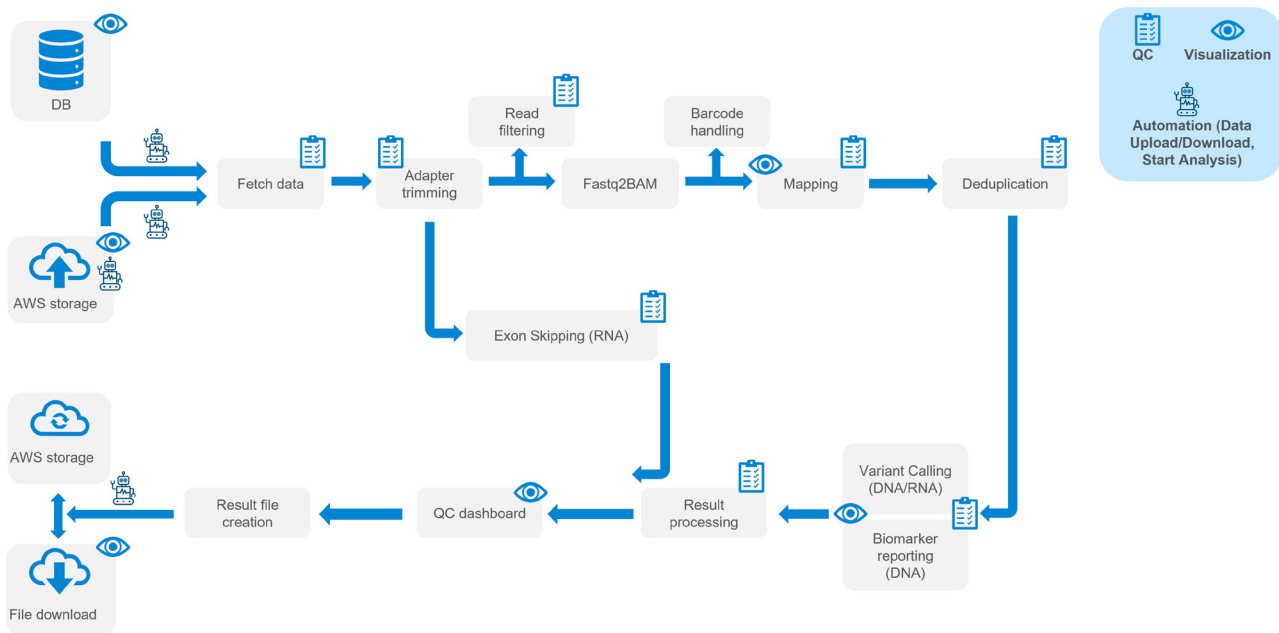 DB
QC
Visualization
Automation (Data
Upload/Download,
Start Analysis)
Read
filtering
Barcode
handling
Fetch data
Adapter
trimming
Fastq2BAM
Mapping
Deduplication
AWS storage
Exon Skipping (RNA)
AWS storage
Variant Calling
(DNA/RNA)
Result file
creation
QC dashboard
Result
processing
Biomarker
reporting
(DNA)
File download